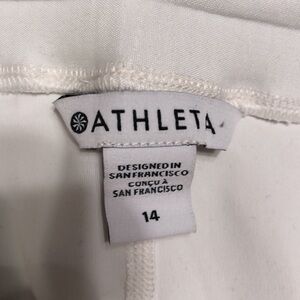 ATHLETA
DESIGNED IN
SAN FRANCISCO
CONÇU À
SAN FRANCISCO
14